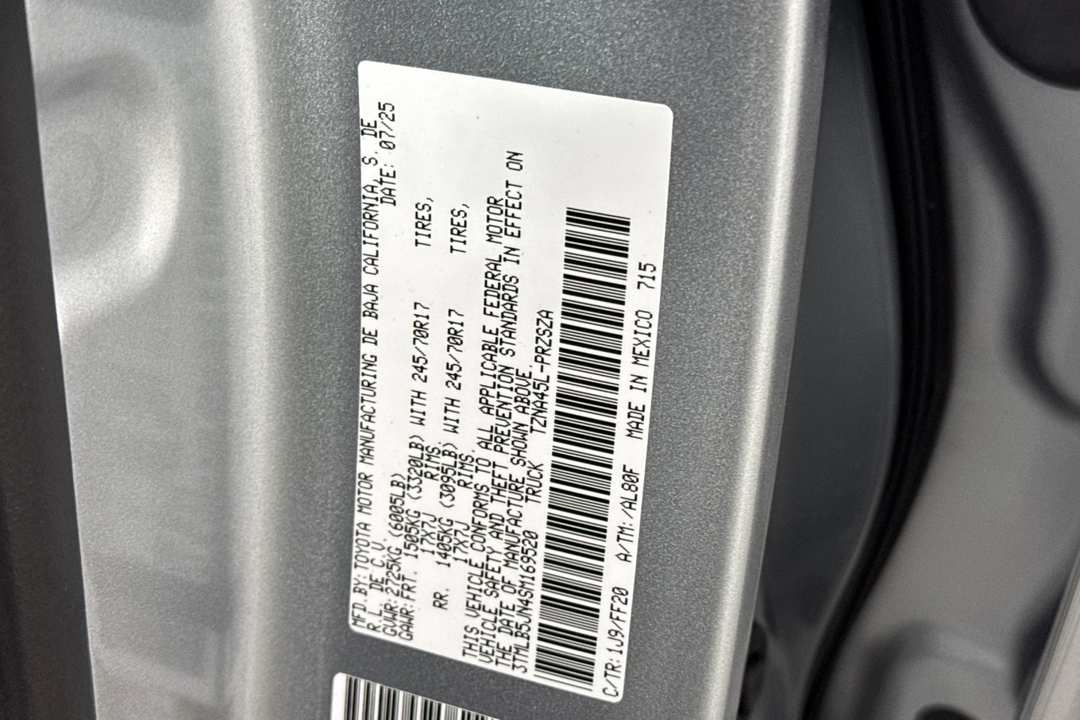 MFD.BY:TOYOTA MOTOR MANUFACTURING DE BAJA CALIFORNIA, S. DE
R.L. DE C.V. DATE: 07/25
GVWR:2725KG (6005LB)
GAWR:FRT. 1505KG (3320LB) WITH 245/70R17 TIRES,
17X7J RIMS.
RR. 1405KG (3095LB) WITH 245/70R17 TIRES,
17X7J RIMS.
THIS VEHICLE CONFORMS TO ALL APPLICABLE FEDERAL MOTOR
VEHICLE SAFETY AND THEFT PREVENTION STANDARDS IN EFFECT ON
THE DATE OF MANUFACTURE SHOWN ABOVE.
3TMLB5JN4SM169520 TRUCK TZNA45L-PRZSZA
C/TR:1J9/FF20 A/TM:/AL80F MADE IN MEXICO 715